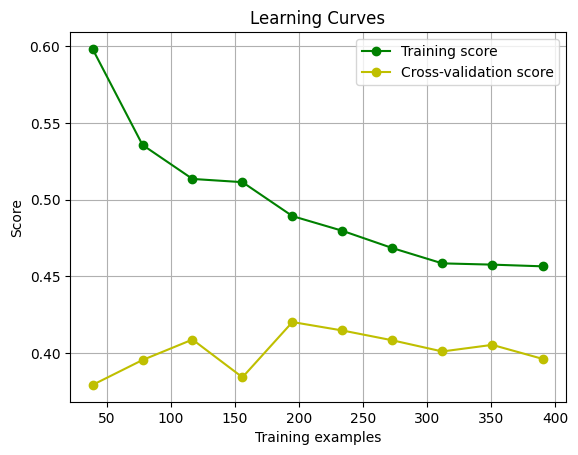 Learning Curves
Training score
Cross-validation score
Score
0.60
0.55
0.50
0.45
0.40
50 100 150 200 250 300 350 400
Training examples